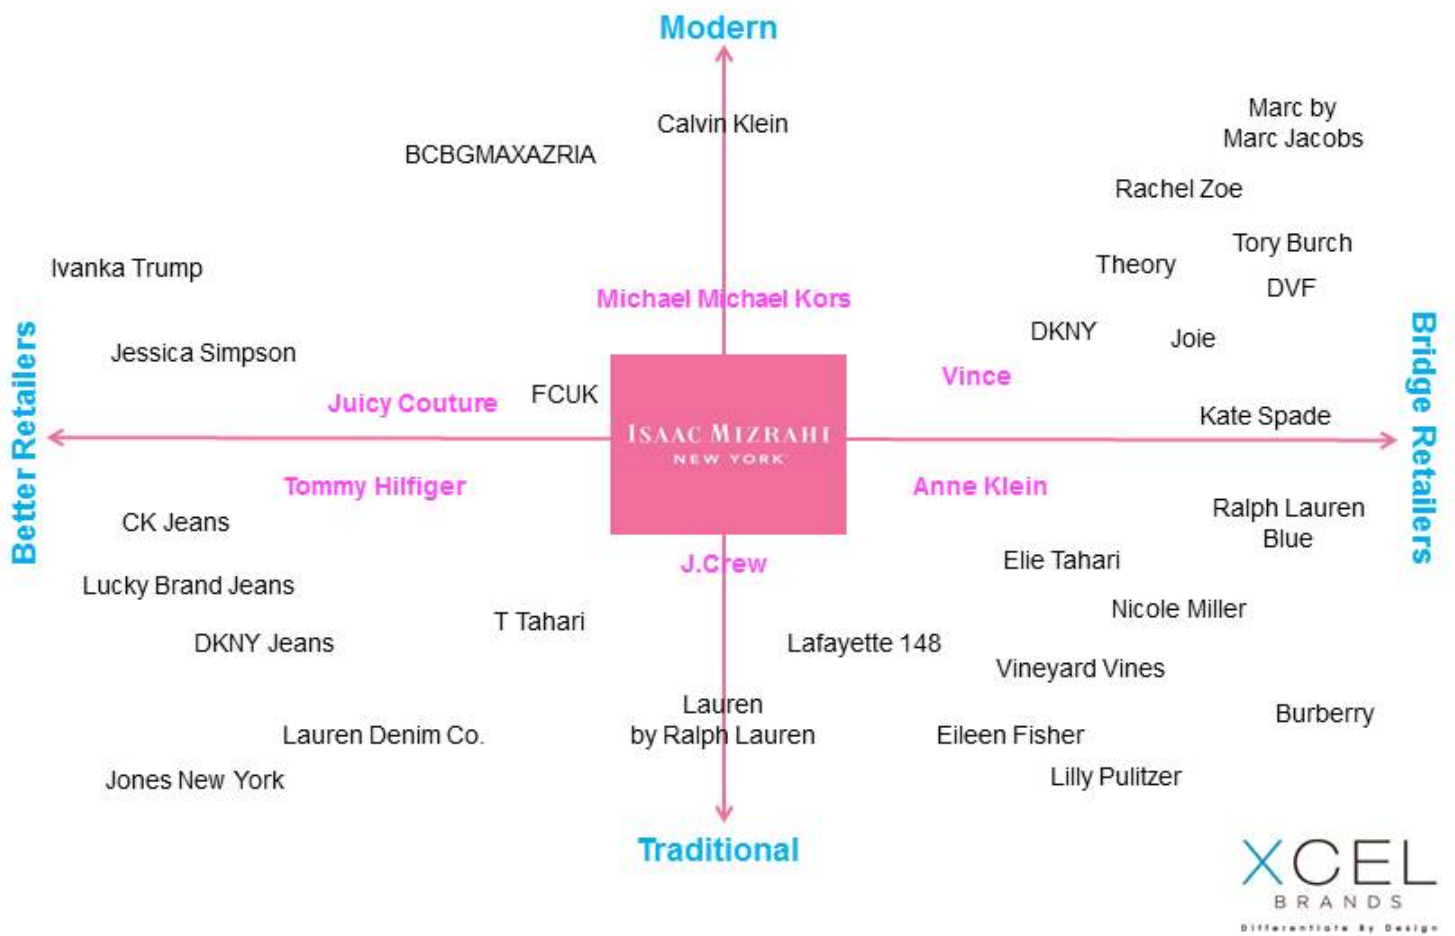 Modern
Calvin Klein
Marc by
Marc Jacobs
BCBGMAXAZRIA
Rachel Zoe
Tory Burch
Ivanka Trump
Theory
DVF
Michael Michael Kors
DKNY
Joie
Jessica Simpson
Vince
FCUK
Juicy Couture
Kate Spade
Better Retailers
Bridge Retailers
ISAAC MIZRAHI
NEW YORK
Tommy Hilfiger
Anne Klein
CK Jeans
Ralph Lauren
Blue
J.Crew
Elie Tahari
Lucky Brand Jeans
Nicole Miller
T Tahari
DKNY Jeans
Lafayette 148
Vineyard Vines
Lauren
by Ralph Lauren
Burberry
Lauren Denim Co.
Eileen Fisher
Jones New York
Lilly Pulitzer
Traditional
XCEL
BRANDS
Differentiate By Design